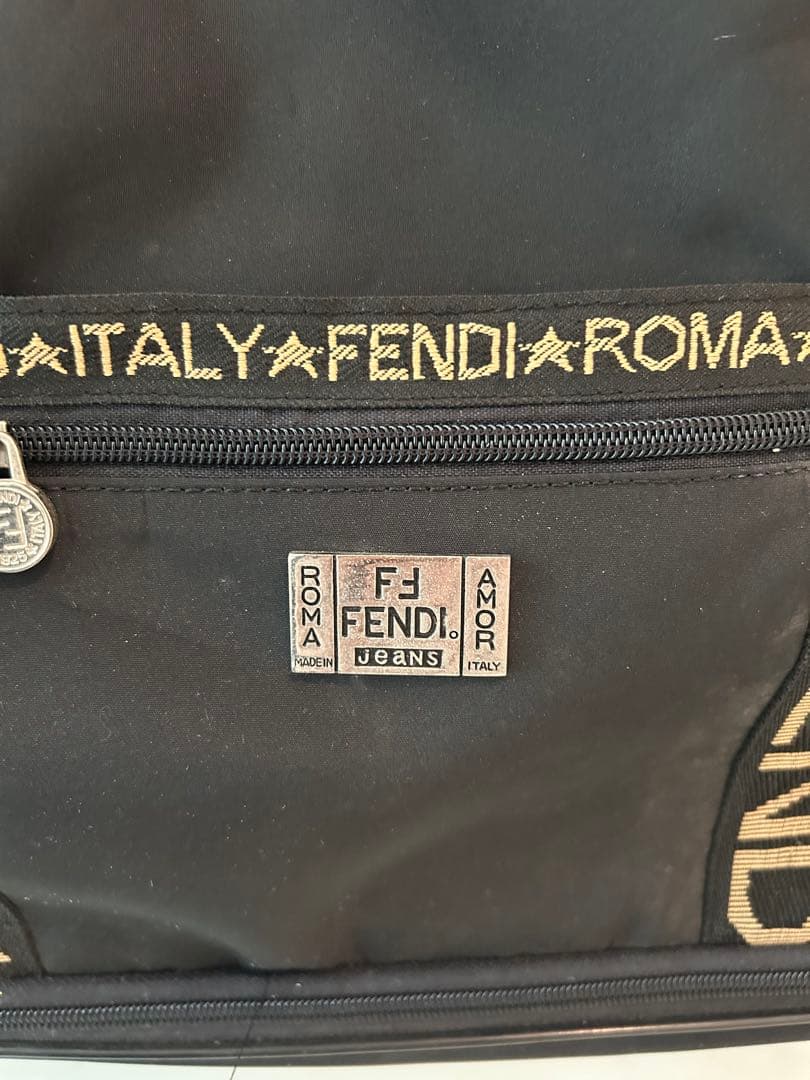 ★ITALY★FENDI★ROMA★
ROMA
MADE IN
FF
FENDI
jeans
AMOR
ITALY